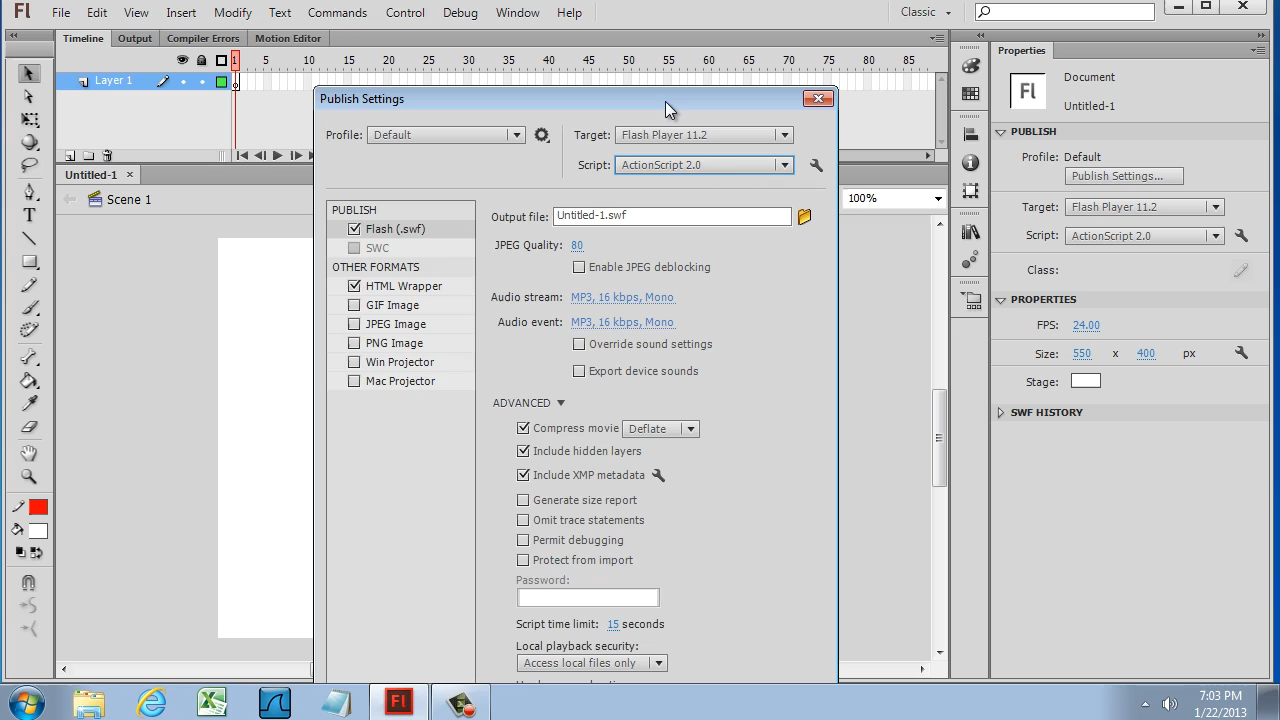 Fl File Edit View Insert Modify Text Commands Control Debug Window Help Classic
Timeline Output Compiler Errors Motion Editor
1 5 10 15 20 25 30 35 40 45 50 55 60 65 70 75 80 85
Layer 1
Untitled-1 ×
Scene 1
100%
Publish Settings
Profile: Default
Target: Flash Player 11.2
Script: ActionScript 2.0
PUBLISH
Flash (.swf)
SWC
OTHER FORMATS
HTML Wrapper
GIF Image
JPEG Image
PNG Image
Win Projector
Mac Projector
Output file: Untitled-1.swf
JPEG Quality: 80
Enable JPEG deblocking
Audio stream: MP3, 16 kbps, Mono
Audio event: MP3, 16 kbps, Mono
Override sound settings
Export device sounds
ADVANCED
Compress movie Deflate
Include hidden layers
Include XMP metadata
Generate size report
Omit trace statements
Permit debugging
Protect from import
Password:
Script time limit: 15 seconds
Local playback security:
Access local files only
Properties
Fl
Document
Untitled-1
PUBLISH
Profile: Default
Publish Settings...
Target: Flash Player 11.2
Script: ActionScript 2.0
Class:
PROPERTIES
FPS: 24.00
Size: 550 x 400 px
Stage:
SWF HISTORY
Fl
7:03 PM
1/22/2013